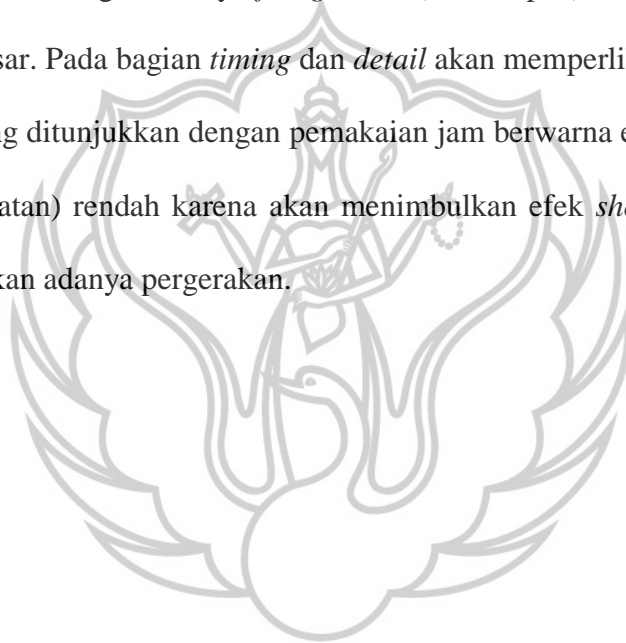 sar. Pada bagian timing dan detail akan memperli
g ditunjukkan dengan pemakaian jam berwarna e
atan) rendah karena akan menimbulkan efek sh
kan adanya pergerakan.